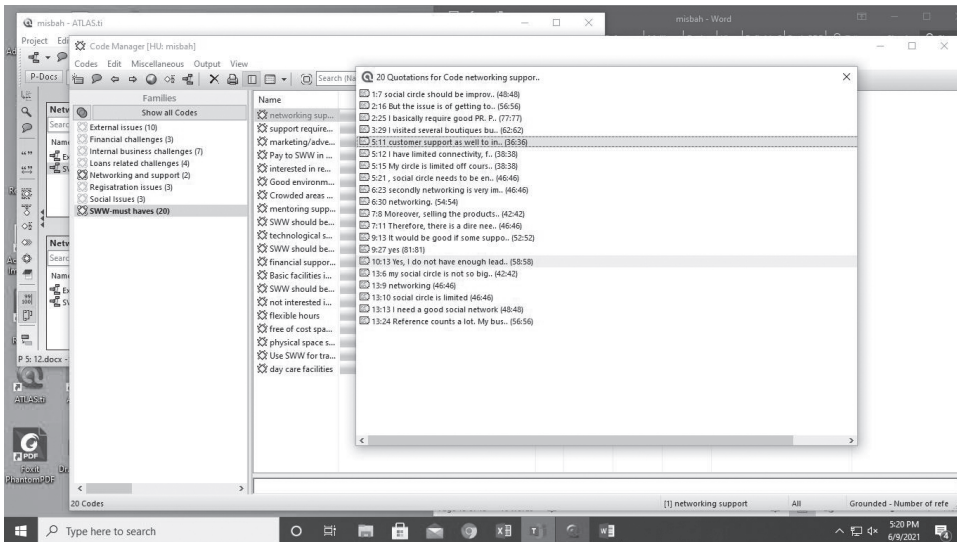 misbah - ATLAS.ti
misbah - Word
Project Edi
Code Manager [HU: misbah]
Codes Edit Miscellaneous Output View
P-Docs
Search (Na
Families
Show all Codes
External issues (10)
Financial challenges (3)
Internal business challenges (7)
Loans related challenges (4)
Networking and support (2)
Regisatration issues (3)
Social Issues (3)
SWW-must haves (20)
Name
networking sup...
support require...
marketing/adve...
Pay to SWW in ...
interested in re...
Good environm...
Crowded areas ...
mentoring supp...
SWW should be...
technological s...
SWW should be...
financial suppor...
Basic facilities i...
SWW should be...
not interested i...
flexible hours
free of cost spa...
physical space s...
Use SWW for tra...
day care facilities
20 Quotations for Code networking suppor..
1:7 social circle should be improv.. (48:48)
2:16 But the issue is of getting to.. (56:56)
2:25 I basically require good PR. P.. (77:77)
3:29 I visited several boutiques bu.. (62:62)
5:11 customer support as well to in.. (36:36)
5:12 I have limited connectivity, f.. (38:38)
5:15 My circle is limited off cours.. (38:38)
5:21 , social circle needs to be en.. (46:46)
6:23 secondly networking is very im.. (46:46)
6:30 networking. (54:54)
7:8 Moreover, selling the products.. (42:42)
7:11 Therefore, there is a dire nee.. (46:46)
9:13 It would be good if some suppo.. (52:52)
9:27 yes (81:81)
10:13 Yes, I do not have enough lead.. (58:58)
13:6 my social circle is not so big.. (42:42)
13:9 networking (46:46)
13:10 social circle is limited (46:46)
13:13 I need a good social network (48:48)
13:24 Reference counts a lot. My bus.. (56:56)
Netw
Searc
Nam
Netw
Searc
Nam
P 5: 12.docx -
ATLAS.ti
Foxit
PhantomPDF
20 Codes
[1] networking support
All
Grounded - Number of refe
Type here to search
5:20 PM
6/9/2021